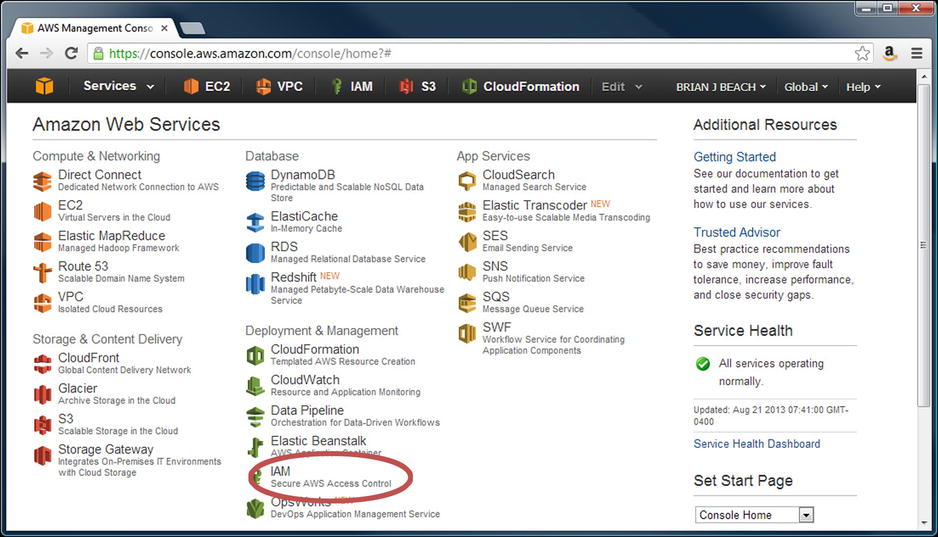 AWS Management Conso
https://console.aws.amazon.com/console/home?#
Services EC2 VPC IAM S3 CloudFormation Edit BRIAN J BEACH Global Help
Amazon Web Services
Compute & Networking
Direct Connect
Dedicated Network Connection to AWS
EC2
Virtual Servers in the Cloud
Elastic MapReduce
Managed Hadoop Framework
Route 53
Scalable Domain Name System
VPC
Isolated Cloud Resources
Storage & Content Delivery
CloudFront
Global Content Delivery Network
Glacier
Archive Storage in the Cloud
S3
Scalable Storage in the Cloud
Storage Gateway
Integrates On-Premises IT Environments
with Cloud Storage
Database
DynamoDB
Predictable and Scalable NoSQL Data
Store
ElastiCache
In-Memory Cache
RDS
Managed Relational Database Service
Redshift NEW
Managed Petabyte-Scale Data Warehouse
Service
Deployment & Management
CloudFormation
Templated AWS Resource Creation
CloudWatch
Resource and Application Monitoring
Data Pipeline
Orchestration for Data-Driven Workflows
Elastic Beanstalk
AWS Application Container
IAM
Secure AWS Access Control
OpsWorks NEW
DevOps Application Management Service
App Services
CloudSearch
Managed Search Service
Elastic Transcoder NEW
Easy-to-use Scalable Media Transcoding
SES
Email Sending Service
SNS
Push Notification Service
SQS
Message Queue Service
SWF
Workflow Service for Coordinating
Application Components
Additional Resources
Getting Started
See our documentation to get
started and learn more about
how to use our services.
Trusted Advisor
Best practice recommendations
to save money, improve fault
tolerance, increase performance,
and close security gaps.
Service Health
All services operating
normally.
Updated: Aug 21 2013 07:41:00 GMT-
0400
Service Health Dashboard
Set Start Page
Console Home